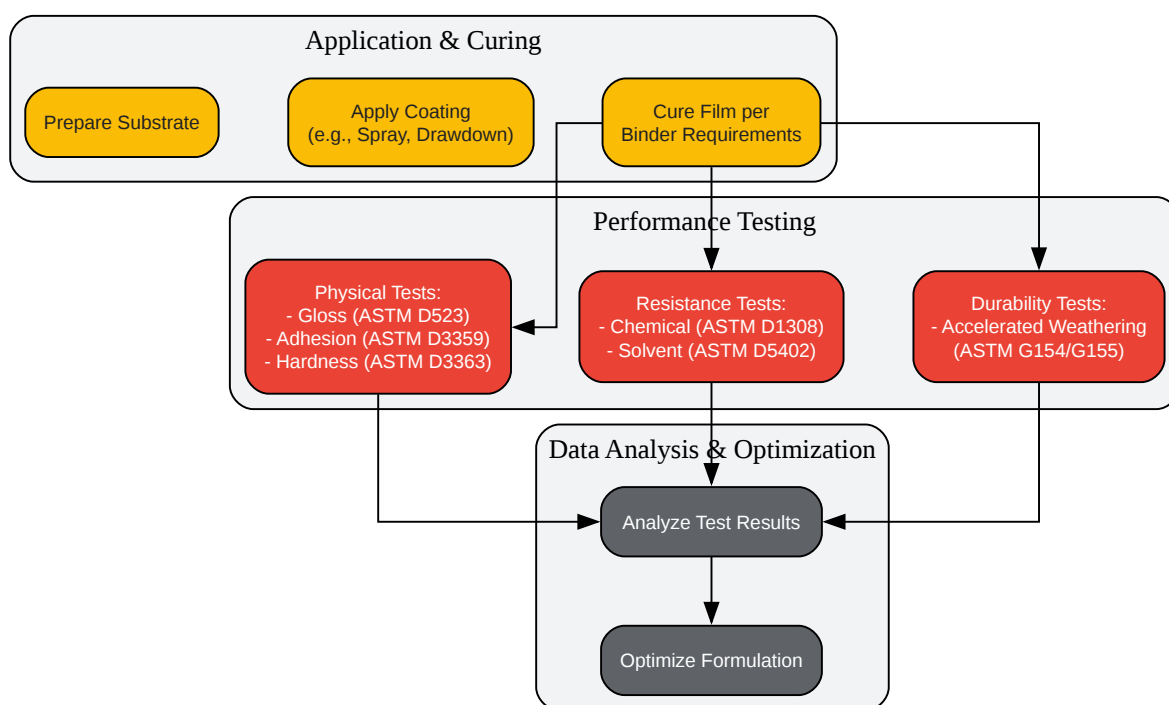 Application & Curing
Prepare Substrate
Apply Coating
(e.g., Spray, Drawdown)
Cure Film per
Binder Requirements
Performance Testing
Physical Tests:
- Gloss (ASTM D523)
- Adhesion (ASTM D3359)
- Hardness (ASTM D3363)
Resistance Tests:
- Chemical (ASTM D1308)
- Solvent (ASTM D5402)
Durability Tests:
- Accelerated Weathering
(ASTM G154/G155)
Data Analysis & Optimization
Analyze Test Results
Optimize Formulation